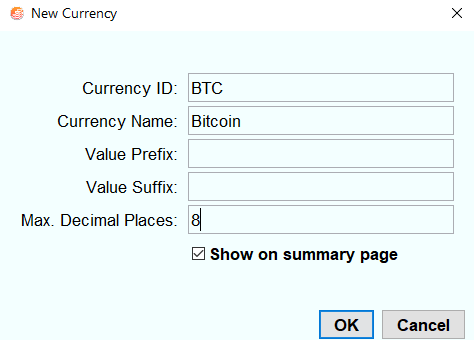 New Currency
Currency ID: BTC
Currency Name: Bitcoin
Value Prefix:
Value Suffix:
Max. Decimal Places: 8
Show on summary page
OK Cancel